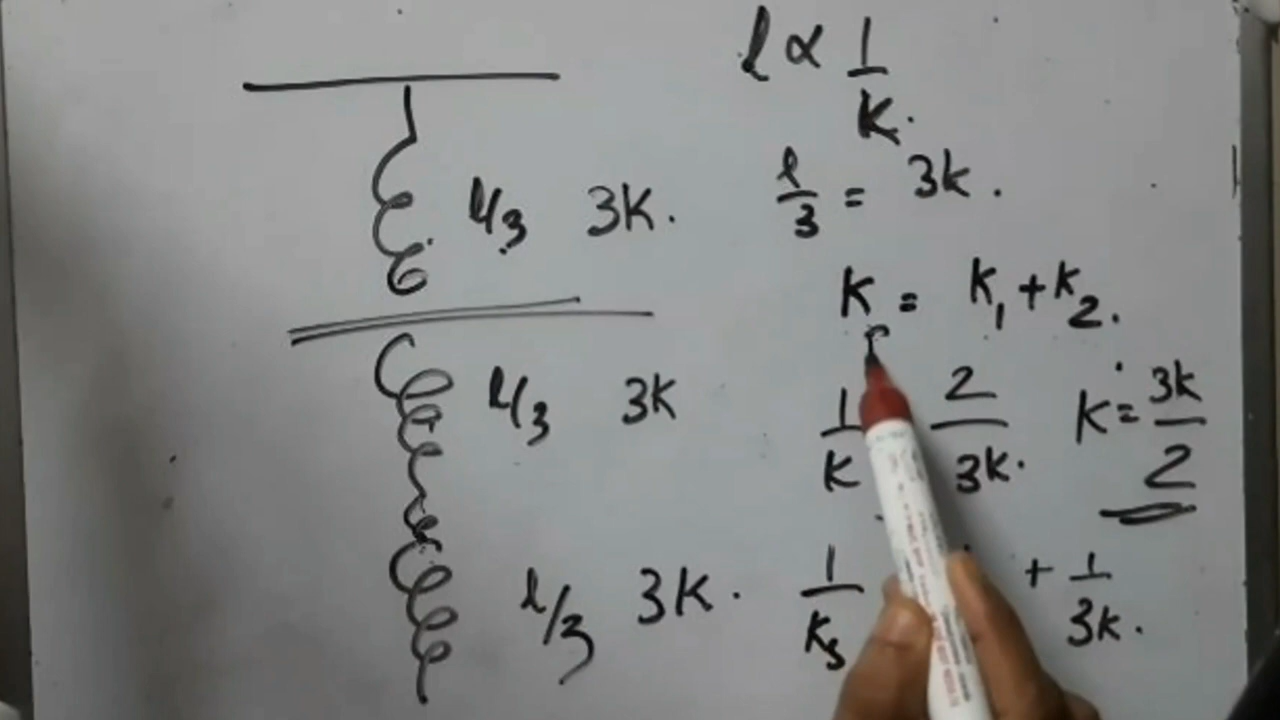 l ∝ 1/K.
l/3 3K. l/3 = 3k.
K = K₁ + K₂.
l/3 3K 1/K 2/3k. K = 3k/2
l/3 3K. 1/Ks + 1/3k.